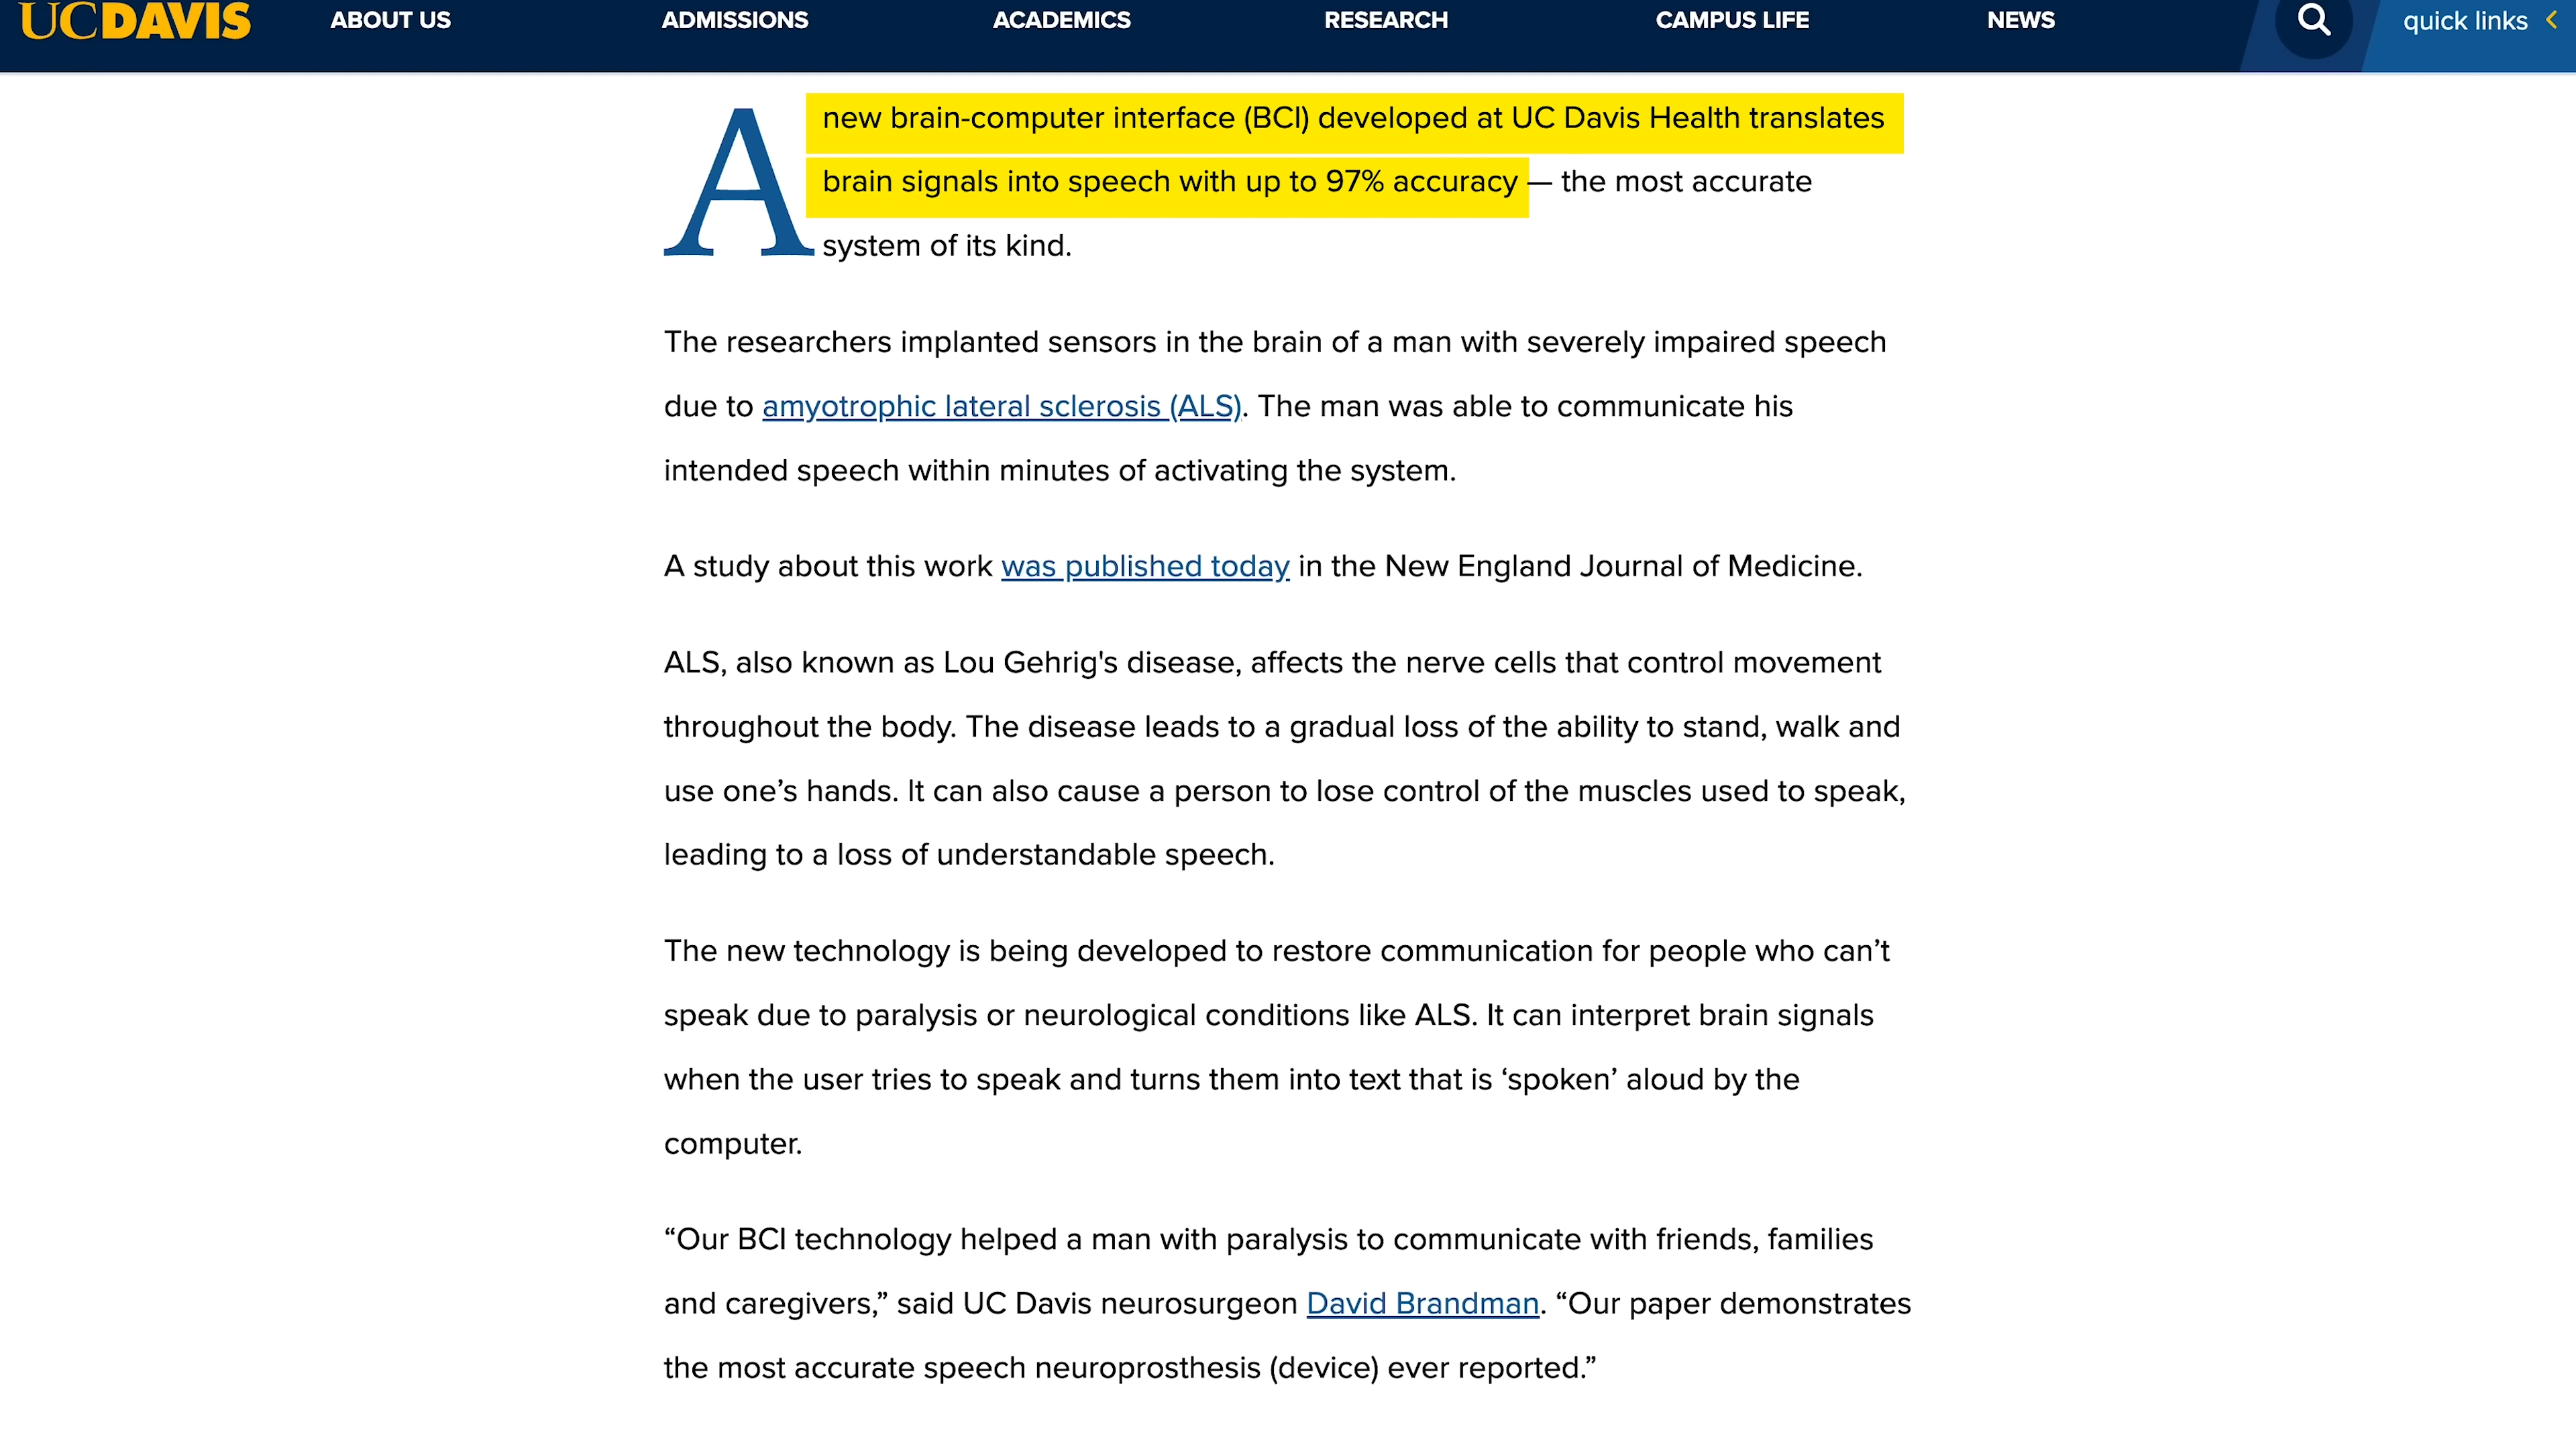 UCDAVIS
ABOUT US
ADMISSIONS
ACADEMICS
RESEARCH
CAMPUS LIFE
NEWS
quick links
A new brain-computer interface (BCI) developed at UC Davis Health translates
brain signals into speech with up to 97% accuracy — the most accurate
system of its kind.
The researchers implanted sensors in the brain of a man with severely impaired speech
due to amyotrophic lateral sclerosis (ALS). The man was able to communicate his
intended speech within minutes of activating the system.
A study about this work was published today in the New England Journal of Medicine.
ALS, also known as Lou Gehrig's disease, affects the nerve cells that control movement
throughout the body. The disease leads to a gradual loss of the ability to stand, walk and
use one’s hands. It can also cause a person to lose control of the muscles used to speak,
leading to a loss of understandable speech.
The new technology is being developed to restore communication for people who can’t
speak due to paralysis or neurological conditions like ALS. It can interpret brain signals
when the user tries to speak and turns them into text that is ‘spoken’ aloud by the
computer.
“Our BCI technology helped a man with paralysis to communicate with friends, families
and caregivers,” said UC Davis neurosurgeon David Brandman. “Our paper demonstrates
the most accurate speech neuroprosthesis (device) ever reported.”